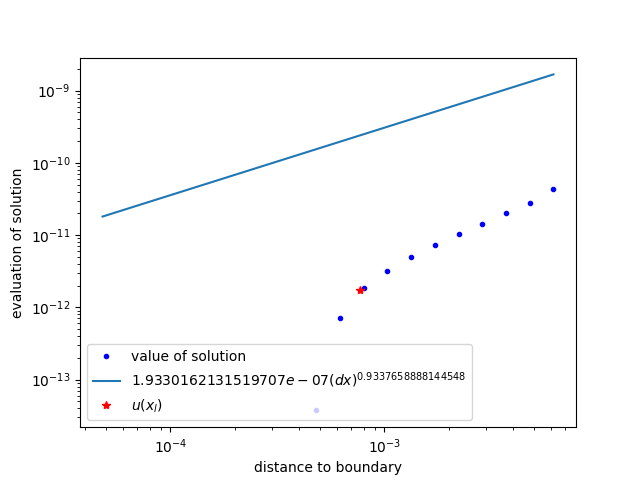 10^{-9}
10^{-10}
10^{-11}
10^{-12}
10^{-13}
evaluation of solution
value of solution
1.9330162131519707e − 07(dx)^{0.9337658888144548}
u(x_l)
10^{-4}
10^{-3}
distance to boundary